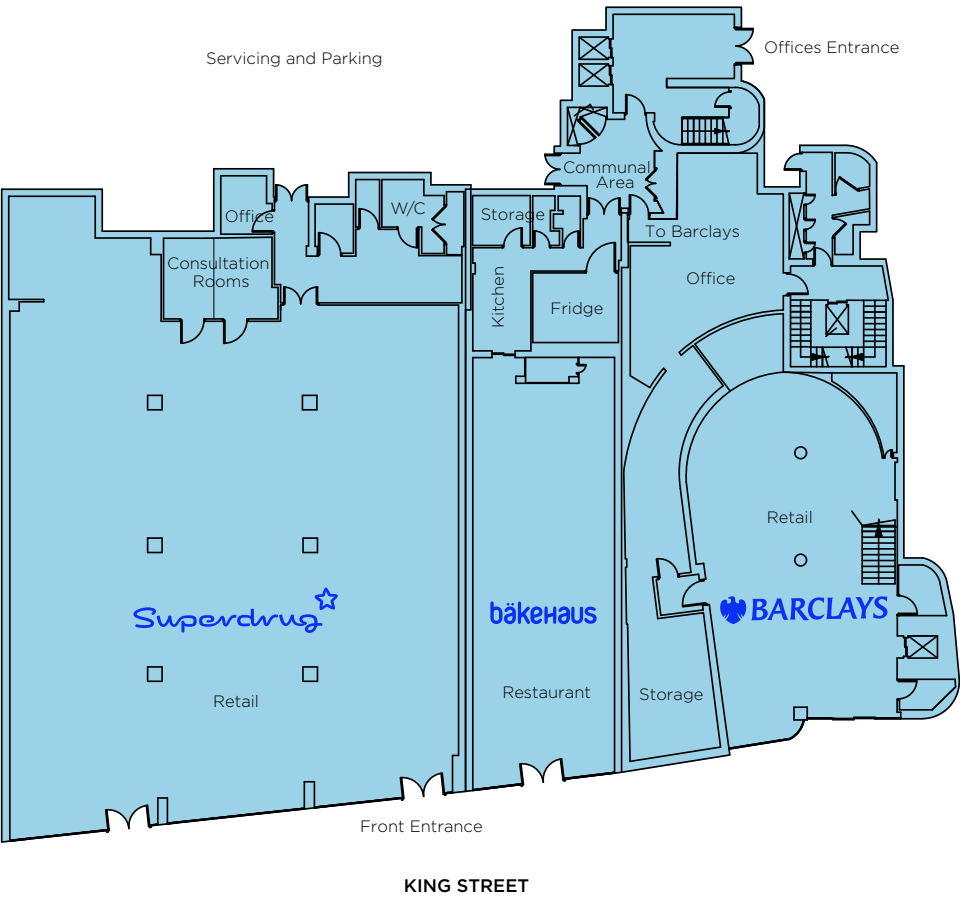 Servicing and Parking
Offices Entrance
Communal
Area
Office
W/C
Storage
To Barclays
Consultation
Rooms
Kitchen
Fridge
Office
Retail
Superdrug
bäkeHaus
BARCLAYS
Retail
Restaurant
Storage
Front Entrance
KING STREET